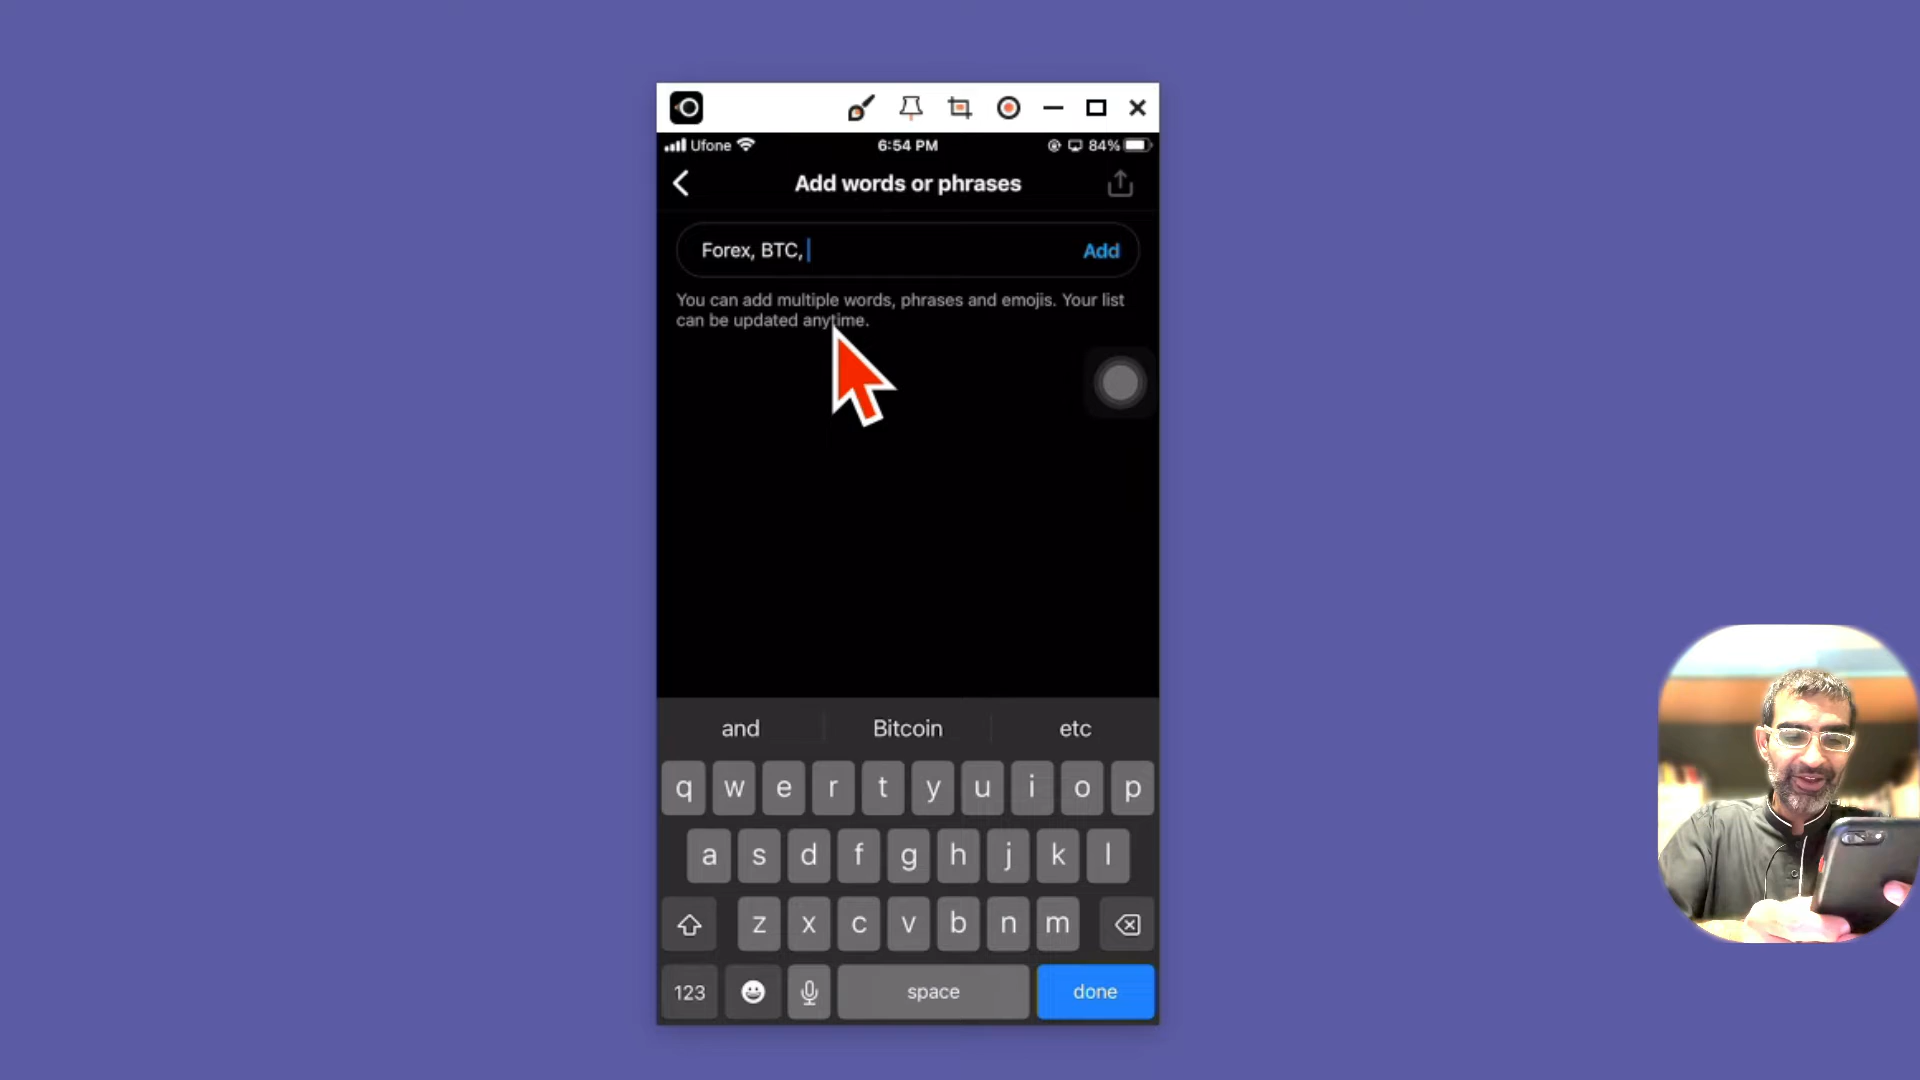 Ufone 6:54 PM 84%
Add words or phrases
Forex, BTC, Add
You can add multiple words, phrases and emojis. Your list
can be updated anytime.
and Bitcoin etc
q w e r t y u i o p
a s d f g h j k l
z x c v b n m
123 space done